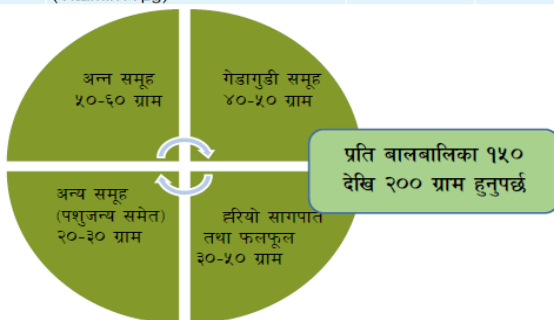 अन्न समूह
५०-६० ग्राम
गेडागुडी समूह
४०-५० ग्राम
प्रति बालबालिका १५०
देखि २०० ग्राम हुनुपर्छ
अन्य समूह
(पशुजन्य समेत)
२०-३० ग्राम
हरियो सागपात
तथा फलफूल
३०-५० ग्राम